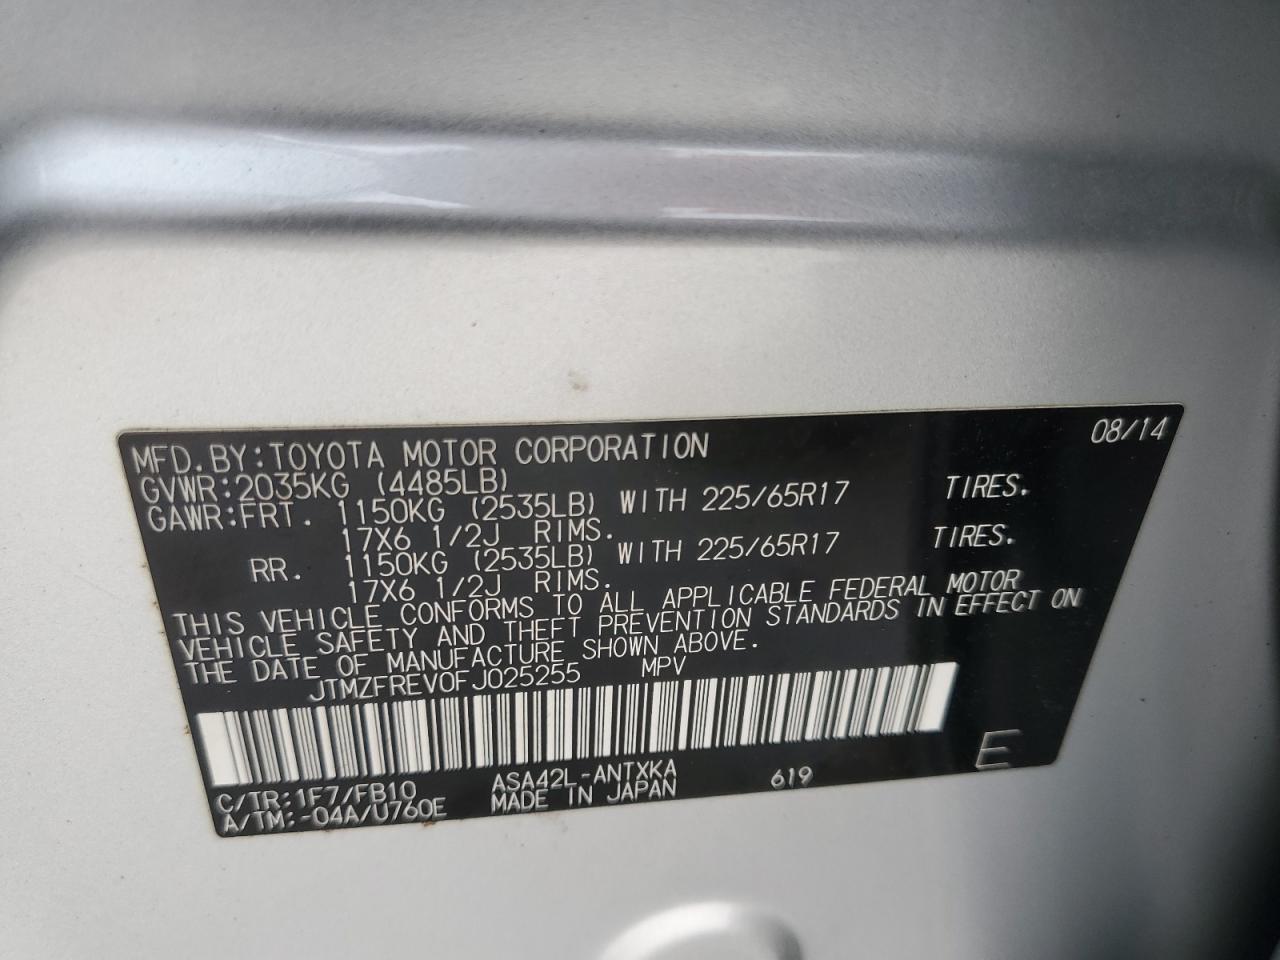 08/14
MFD.BY:TOYOTA MOTOR CORPORATION
GVWR:2035KG (4485LB)
GAWR:FRT. 1150KG (2535LB) WITH 225/65R17 TIRES.
17X6 1/2J RIMS.
RR. 1150KG (2535LB) WITH 225/65R17 TIRES.
17X6 1/2J RIMS.
THIS VEHICLE CONFORMS TO ALL APPLICABLE FEDERAL MOTOR
VEHICLE SAFETY AND THEFT PREVENTION STANDARDS IN EFFECT ON
THE DATE OF MANUFACTURE SHOWN ABOVE.
JTMZFREV0FJ025255 MPV
E
C/TR:1F7/FB10 ASA42L-ANTXKA 619
A/TM:-04A/U760E MADE IN JAPAN